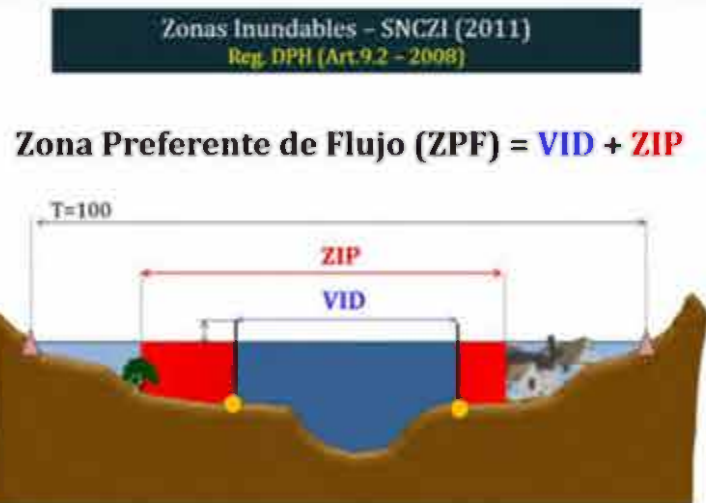 Zonas Inundables – SNCZI (2011)
Reg. DPH (Art.9.2 – 2008)
Zona Preferente de Flujo (ZPF) = VID + ZIP
T=100
ZIP
VID